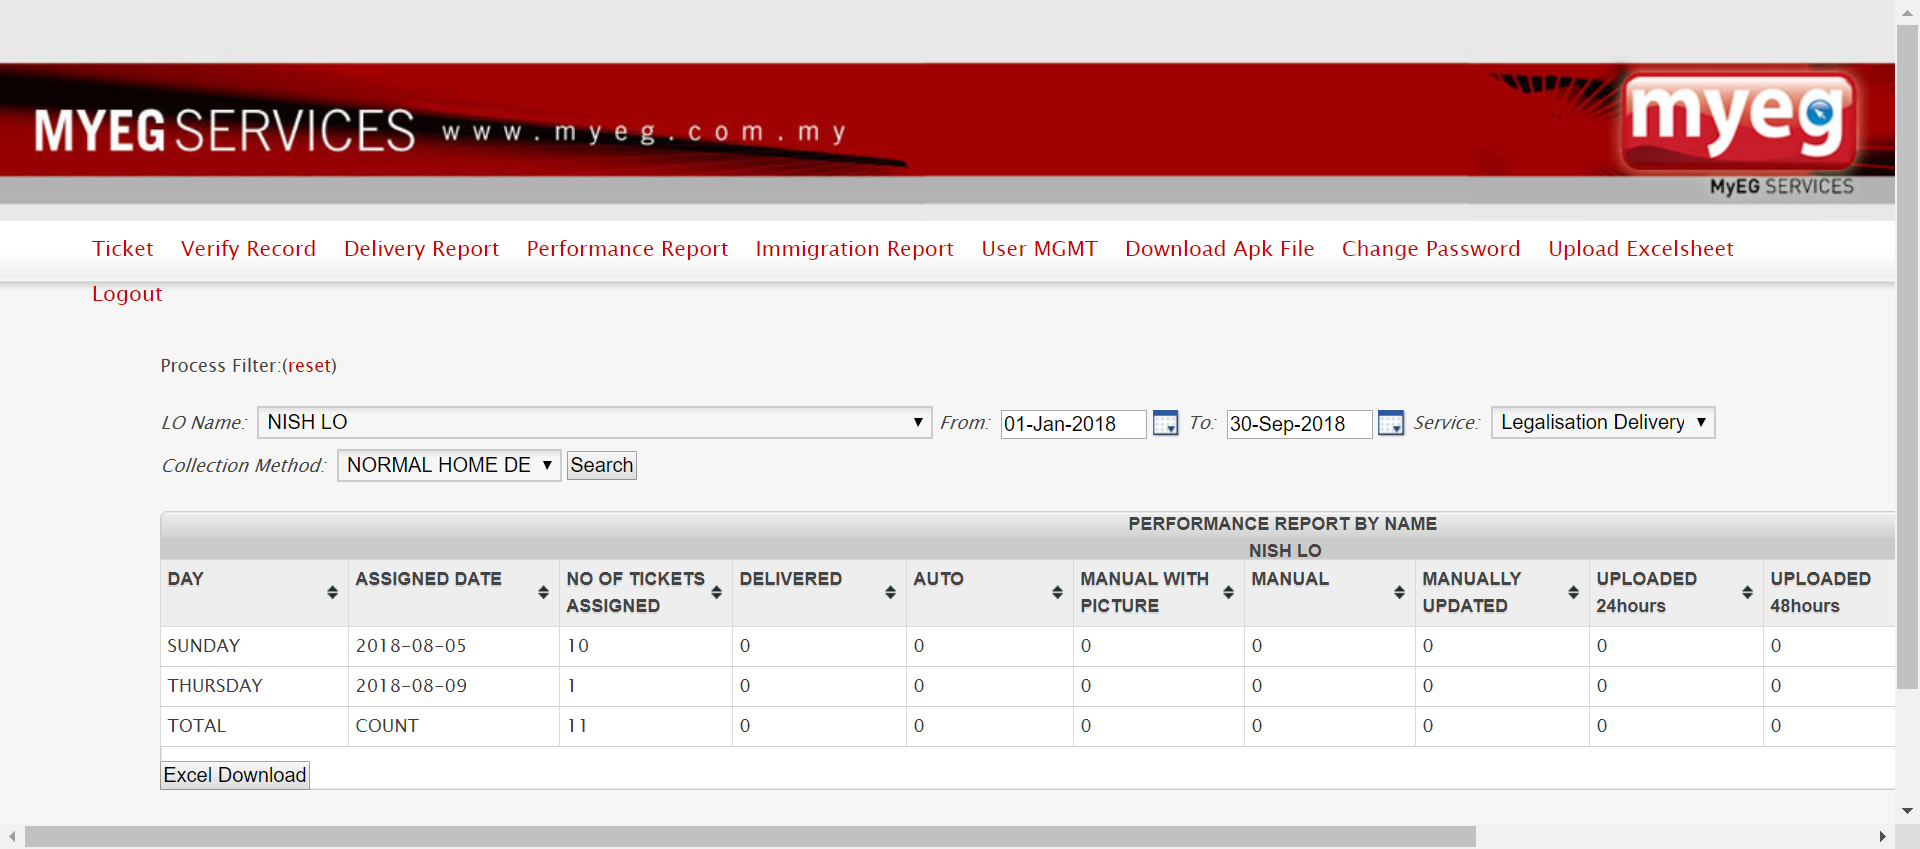 MYEG SERVICES www.myeg.com.my
myeg
MyEG SERVICES
Ticket Verify Record Delivery Report Performance Report Immigration Report User MGMT Download Apk File Change Password Upload Excelsheet
Logout
Process Filter:(reset)
LO Name: NISH LO From: 01-Jan-2018 To: 30-Sep-2018 Service: Legalisation Delivery
Collection Method: NORMAL HOME DE Search
PERFORMANCE REPORT BY NAME
NISH LO
DAY ASSIGNED DATE NO OF TICKETS ASSIGNED DELIVERED AUTO MANUAL WITH PICTURE MANUAL MANUALLY UPDATED UPLOADED 24hours UPLOADED 48hours
SUNDAY 2018-08-05 10 0 0 0 0 0 0 0
THURSDAY 2018-08-09 1 0 0 0 0 0 0 0
TOTAL COUNT 11 0 0 0 0 0 0 0
Excel Download